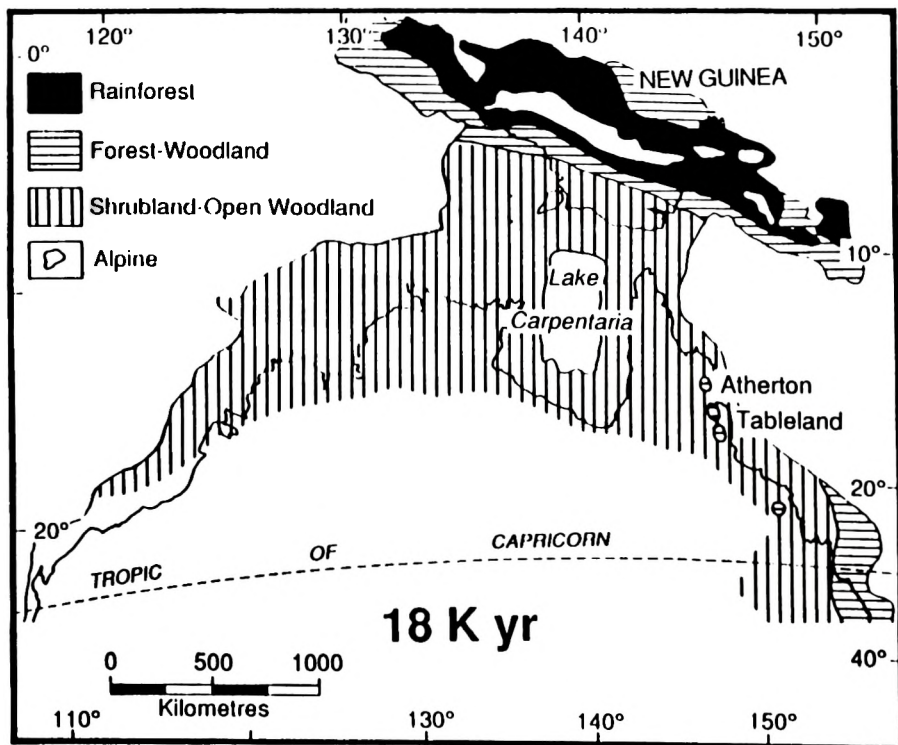 120° 130° 140° 150°
0°
NEW GUINEA
Rainforest
Forest-Woodland
Shrubland-Open Woodland
Alpine
10°
Lake
Carpentaria
Atherton
Tableland
20°
20°
TROPIC OF CAPRICORN
18 K yr
0 500 1000
Kilometres
40°
110° 130° 140° 150°